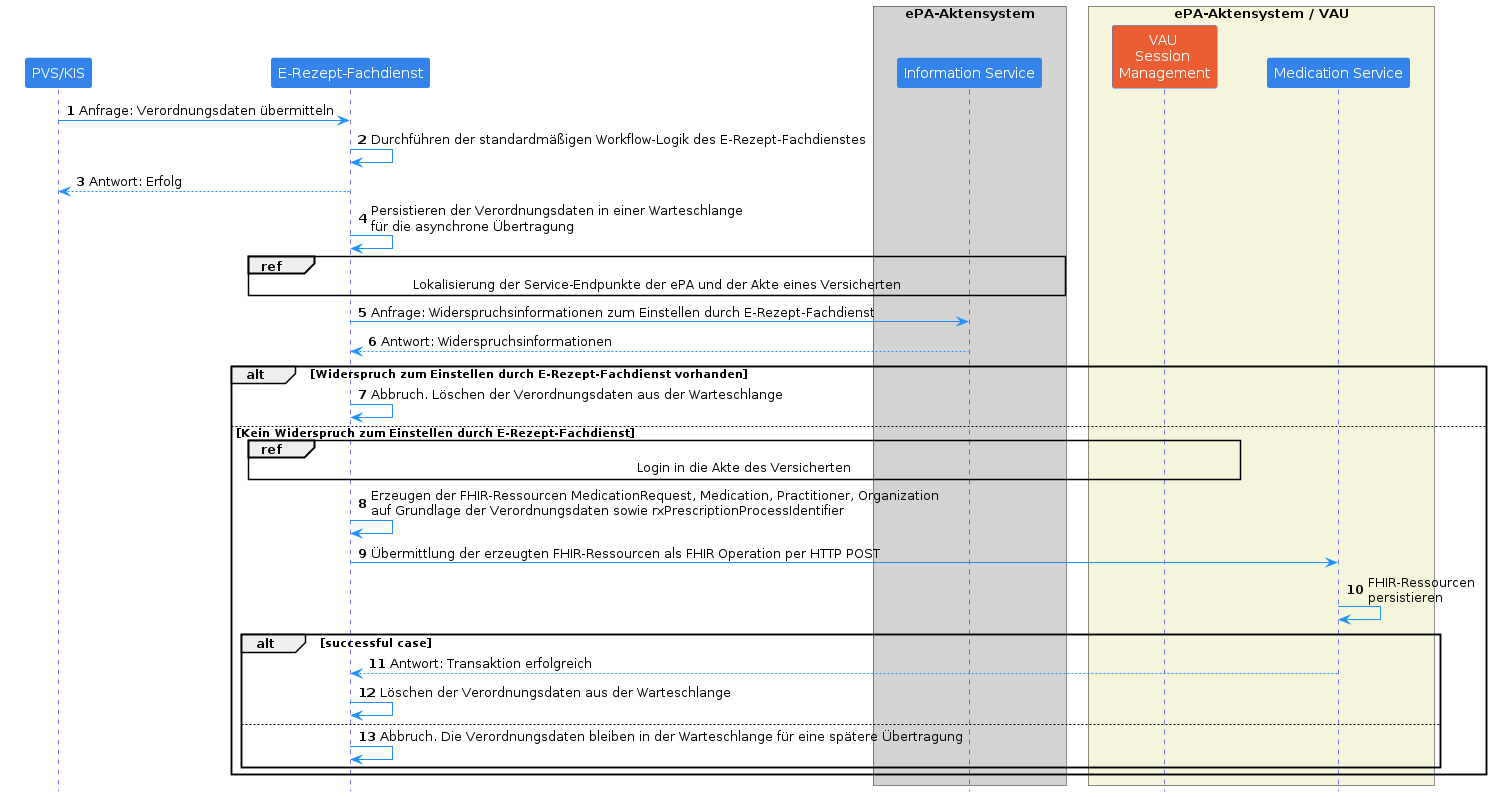 ePA-Aktensystem
ePA-Aktensystem / VAU
PVS/KIS
E-Rezept-Fachdienst
Information Service
VAU
Session
Management
Medication Service
1 Anfrage: Verordnungsdaten übermitteln
2 Durchführen der standardmäßigen Workflow-Logik des E-Rezept-Fachdienstes
3 Antwort: Erfolg
4 Persistieren der Verordnungsdaten in einer Warteschlange
für die asynchrone Übertragung
ref
Lokalisierung der Service-Endpunkte der ePA und der Akte eines Versicherten
5 Anfrage: Widerspruchsinformationen zum Einstellen durch E-Rezept-Fachdienst
6 Antwort: Widerspruchsinformationen
alt [Widerspruch zum Einstellen durch E-Rezept-Fachdienst vorhanden]
7 Abbruch. Löschen der Verordnungsdaten aus der Warteschlange
[Kein Widerspruch zum Einstellen durch E-Rezept-Fachdienst]
ref
Login in die Akte des Versicherten
8 Erzeugen der FHIR-Ressourcen MedicationRequest, Medication, Practitioner, Organization
auf Grundlage der Verordnungsdaten sowie rxPrescriptionProcessIdentifier
9 Übermittlung der erzeugten FHIR-Ressourcen als FHIR Operation per HTTP POST
10 FHIR-Ressourcen
persistieren
alt [successful case]
11 Antwort: Transaktion erfolgreich
12 Löschen der Verordnungsdaten aus der Warteschlange
13 Abbruch. Die Verordnungsdaten bleiben in der Warteschlange für eine spätere Übertragung